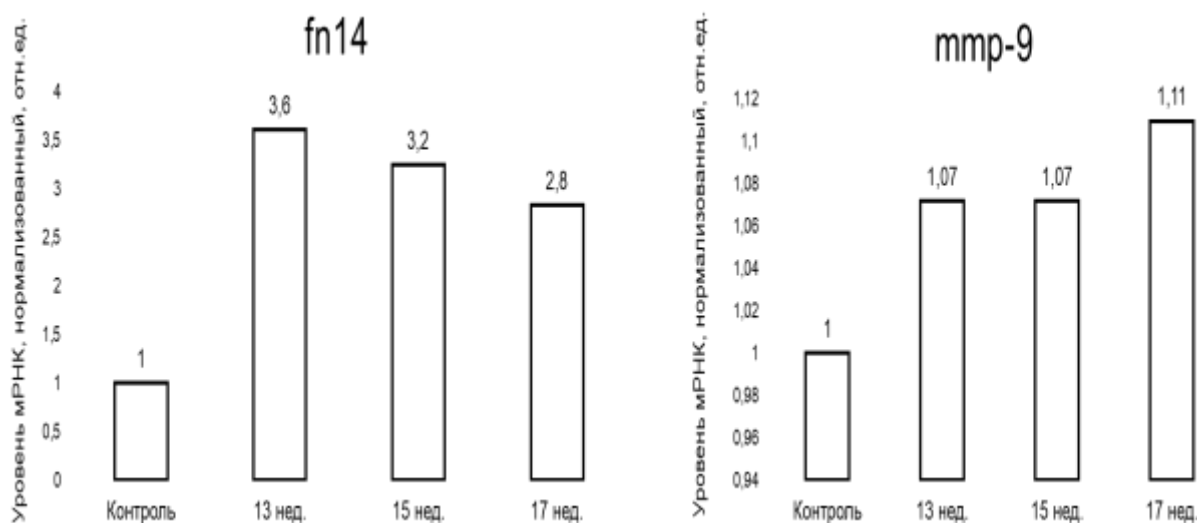 fn14
Уровень мРНК, нормализованный, отн.ед.
4
3,5
3
2,5
2
1,5
1
0,5
0
1
3,6
3,2
2,8
Контроль
13 нед.
15 нед.
17 нед.
mmp-9
Уровень мРНК, нормализованный, отн.ед.
1,12
1,1
1,08
1,06
1,04
1,02
1
0,98
0,96
0,94
1
1,07
1,07
1,11
Контроль
13 нед.
15 нед.
17 нед.